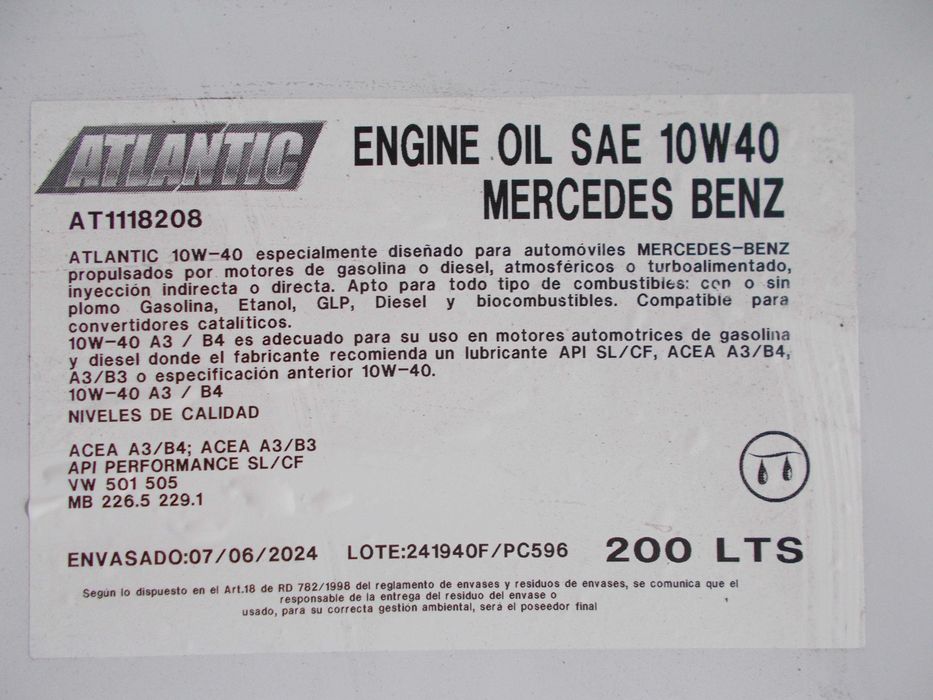 ATLANTIC
ENGINE OIL SAE 10W40
MERCEDES BENZ
AT1118208
ATLANTIC 10W-40 especialmente diseñado para automóviles MERCEDES-BENZ
propulsados por motores de gasolina o diesel, atmosféricos o turboalimentado,
inyección indirecta o directa. Apto para todo tipo de combustibles: con o sin
plomo Gasolina, Etanol, GLP, Diesel y biocombustibles. Compatible para
convertidores catalíticos.
10W-40 A3 / B4 es adecuado para su uso en motores automotrices de gasolina
y diesel donde el fabricante recomienda un lubricante API SL/CF, ACEA A3/B4,
A3/B3 o especificación anterior 10W-40.
10W-40 A3 / B4
NIVELES DE CALIDAD
ACEA A3/B4; ACEA A3/B3
API PERFORMANCE SL/CF
VW 501 505
MB 226.5 229.1
ENVASADO:07/06/2024 LOTE:241940F/PC596 200 LTS
Según lo dispuesto en el Art.18 de RD 782/1998 del reglamento de envases y residuos de envases, se comunica que el
responsable de la entrega del residuo del envase o
usado, para su correcta gestión ambiental, será el poseedor final